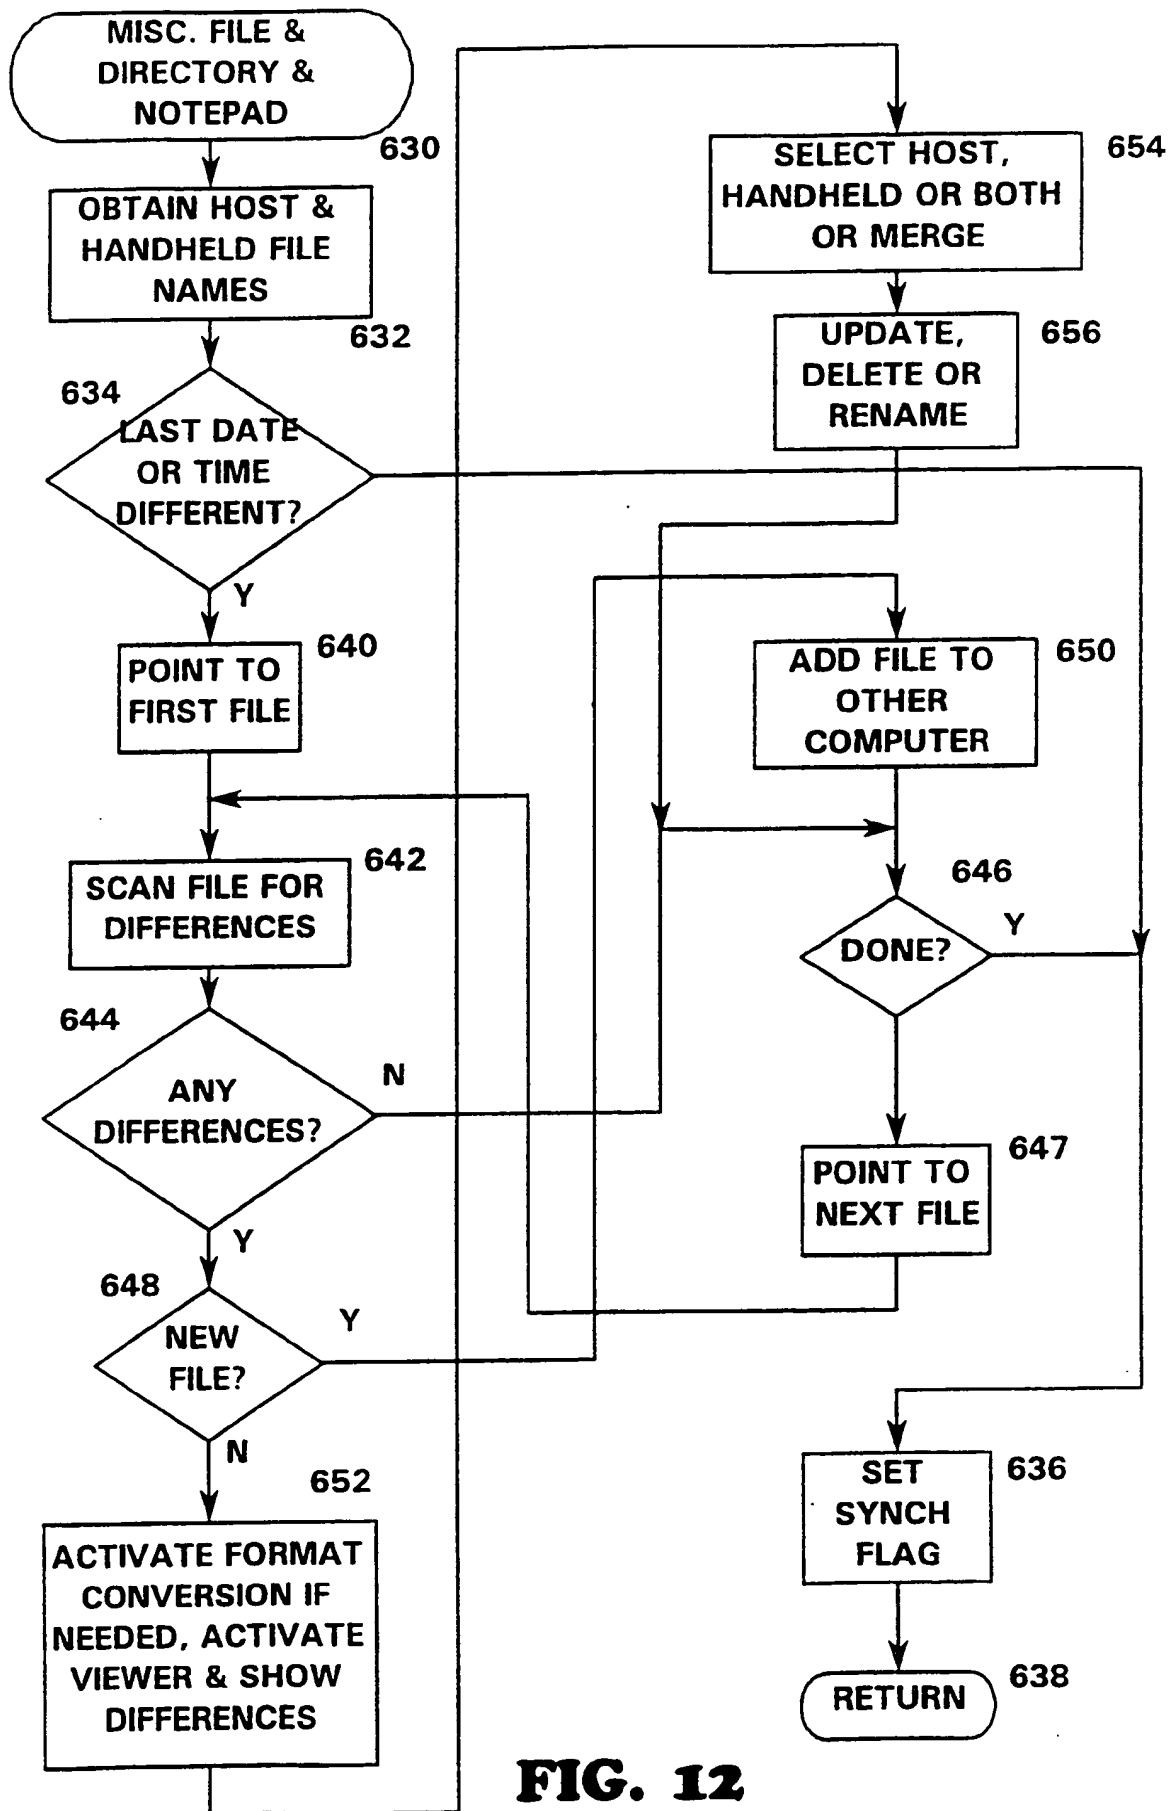 MISC. FILE &
DIRECTORY &
NOTEPAD
630
OBTAIN HOST &
HANDHELD FILE
NAMES
632
634
LAST DATE
OR TIME
DIFFERENT?
Y
640
POINT TO
FIRST FILE
642
SCAN FILE FOR
DIFFERENCES
644
ANY
DIFFERENCES?
N
Y
648
NEW
FILE?
Y
N
652
ACTIVATE FORMAT
CONVERSION IF
NEEDED, ACTIVATE
VIEWER & SHOW
DIFFERENCES
654
SELECT HOST,
HANDHELD OR BOTH
OR MERGE
656
UPDATE,
DELETE OR
RENAME
650
ADD FILE TO
OTHER
COMPUTER
646
DONE?
Y
647
POINT TO
NEXT FILE
636
SET
SYNCH
FLAG
638
RETURN
FIG. 12